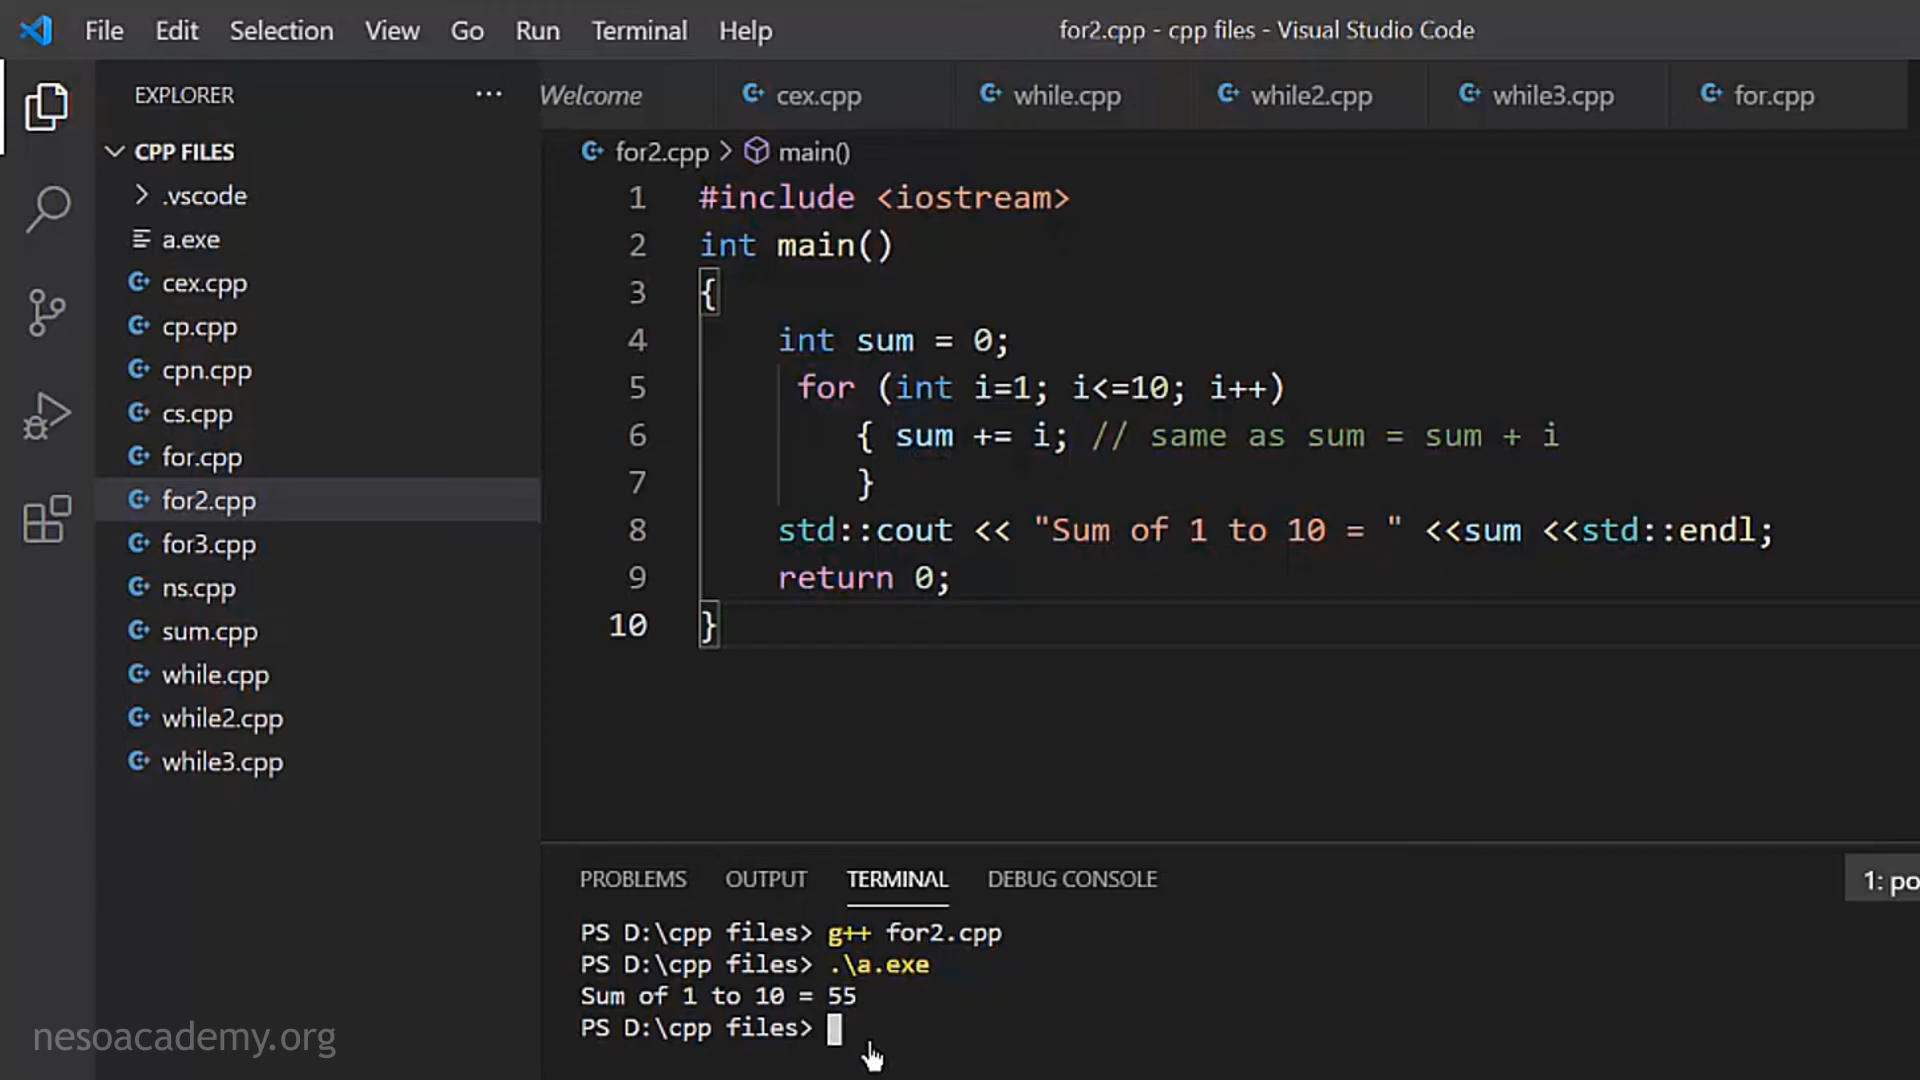 File Edit Selection View Go Run Terminal Help
for2.cpp - cpp files - Visual Studio Code
EXPLORER
CPP FILES
.vscode
a.exe
cex.cpp
cp.cpp
cpn.cpp
cs.cpp
for.cpp
for2.cpp
for3.cpp
ns.cpp
sum.cpp
while.cpp
while2.cpp
while3.cpp
Welcome cex.cpp while.cpp while2.cpp while3.cpp for.cpp
for2.cpp > main()
1 #include <iostream>
2 int main()
3 {
4 int sum = 0;
5 for (int i=1; i<=10; i++)
6 { sum += i; // same as sum = sum + i
7 }
8 std::cout << "Sum of 1 to 10 = " <<sum <<std::endl;
9 return 0;
10 }
PROBLEMS OUTPUT TERMINAL DEBUG CONSOLE
1: po
PS D:\cpp files> g++ for2.cpp
PS D:\cpp files> .\a.exe
Sum of 1 to 10 = 55
PS D:\cpp files>
nesoacademy.org